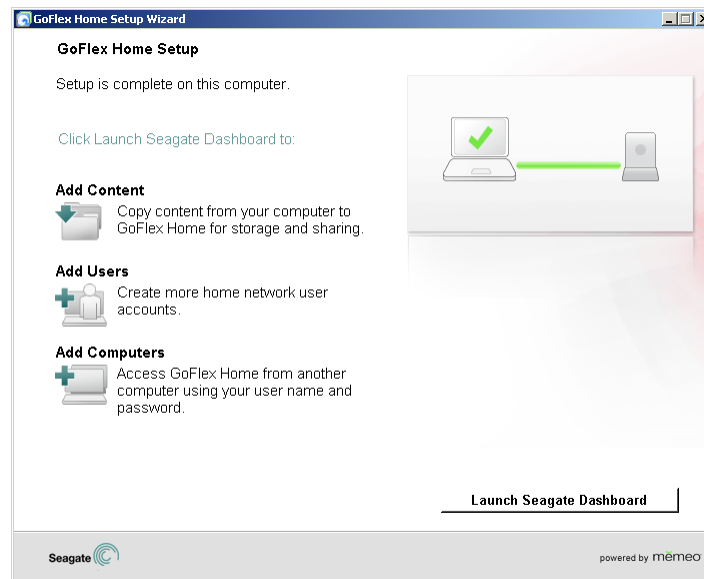 GoFlex Home Setup Wizard
GoFlex Home Setup
Setup is complete on this computer.
Click Launch Seagate Dashboard to:
Add Content
Copy content from your computer to
GoFlex Home for storage and sharing.
Add Users
Create more home network user
accounts.
Add Computers
Access GoFlex Home from another
computer using your user name and
password.
Launch Seagate Dashboard
Seagate
powered by mēmeo